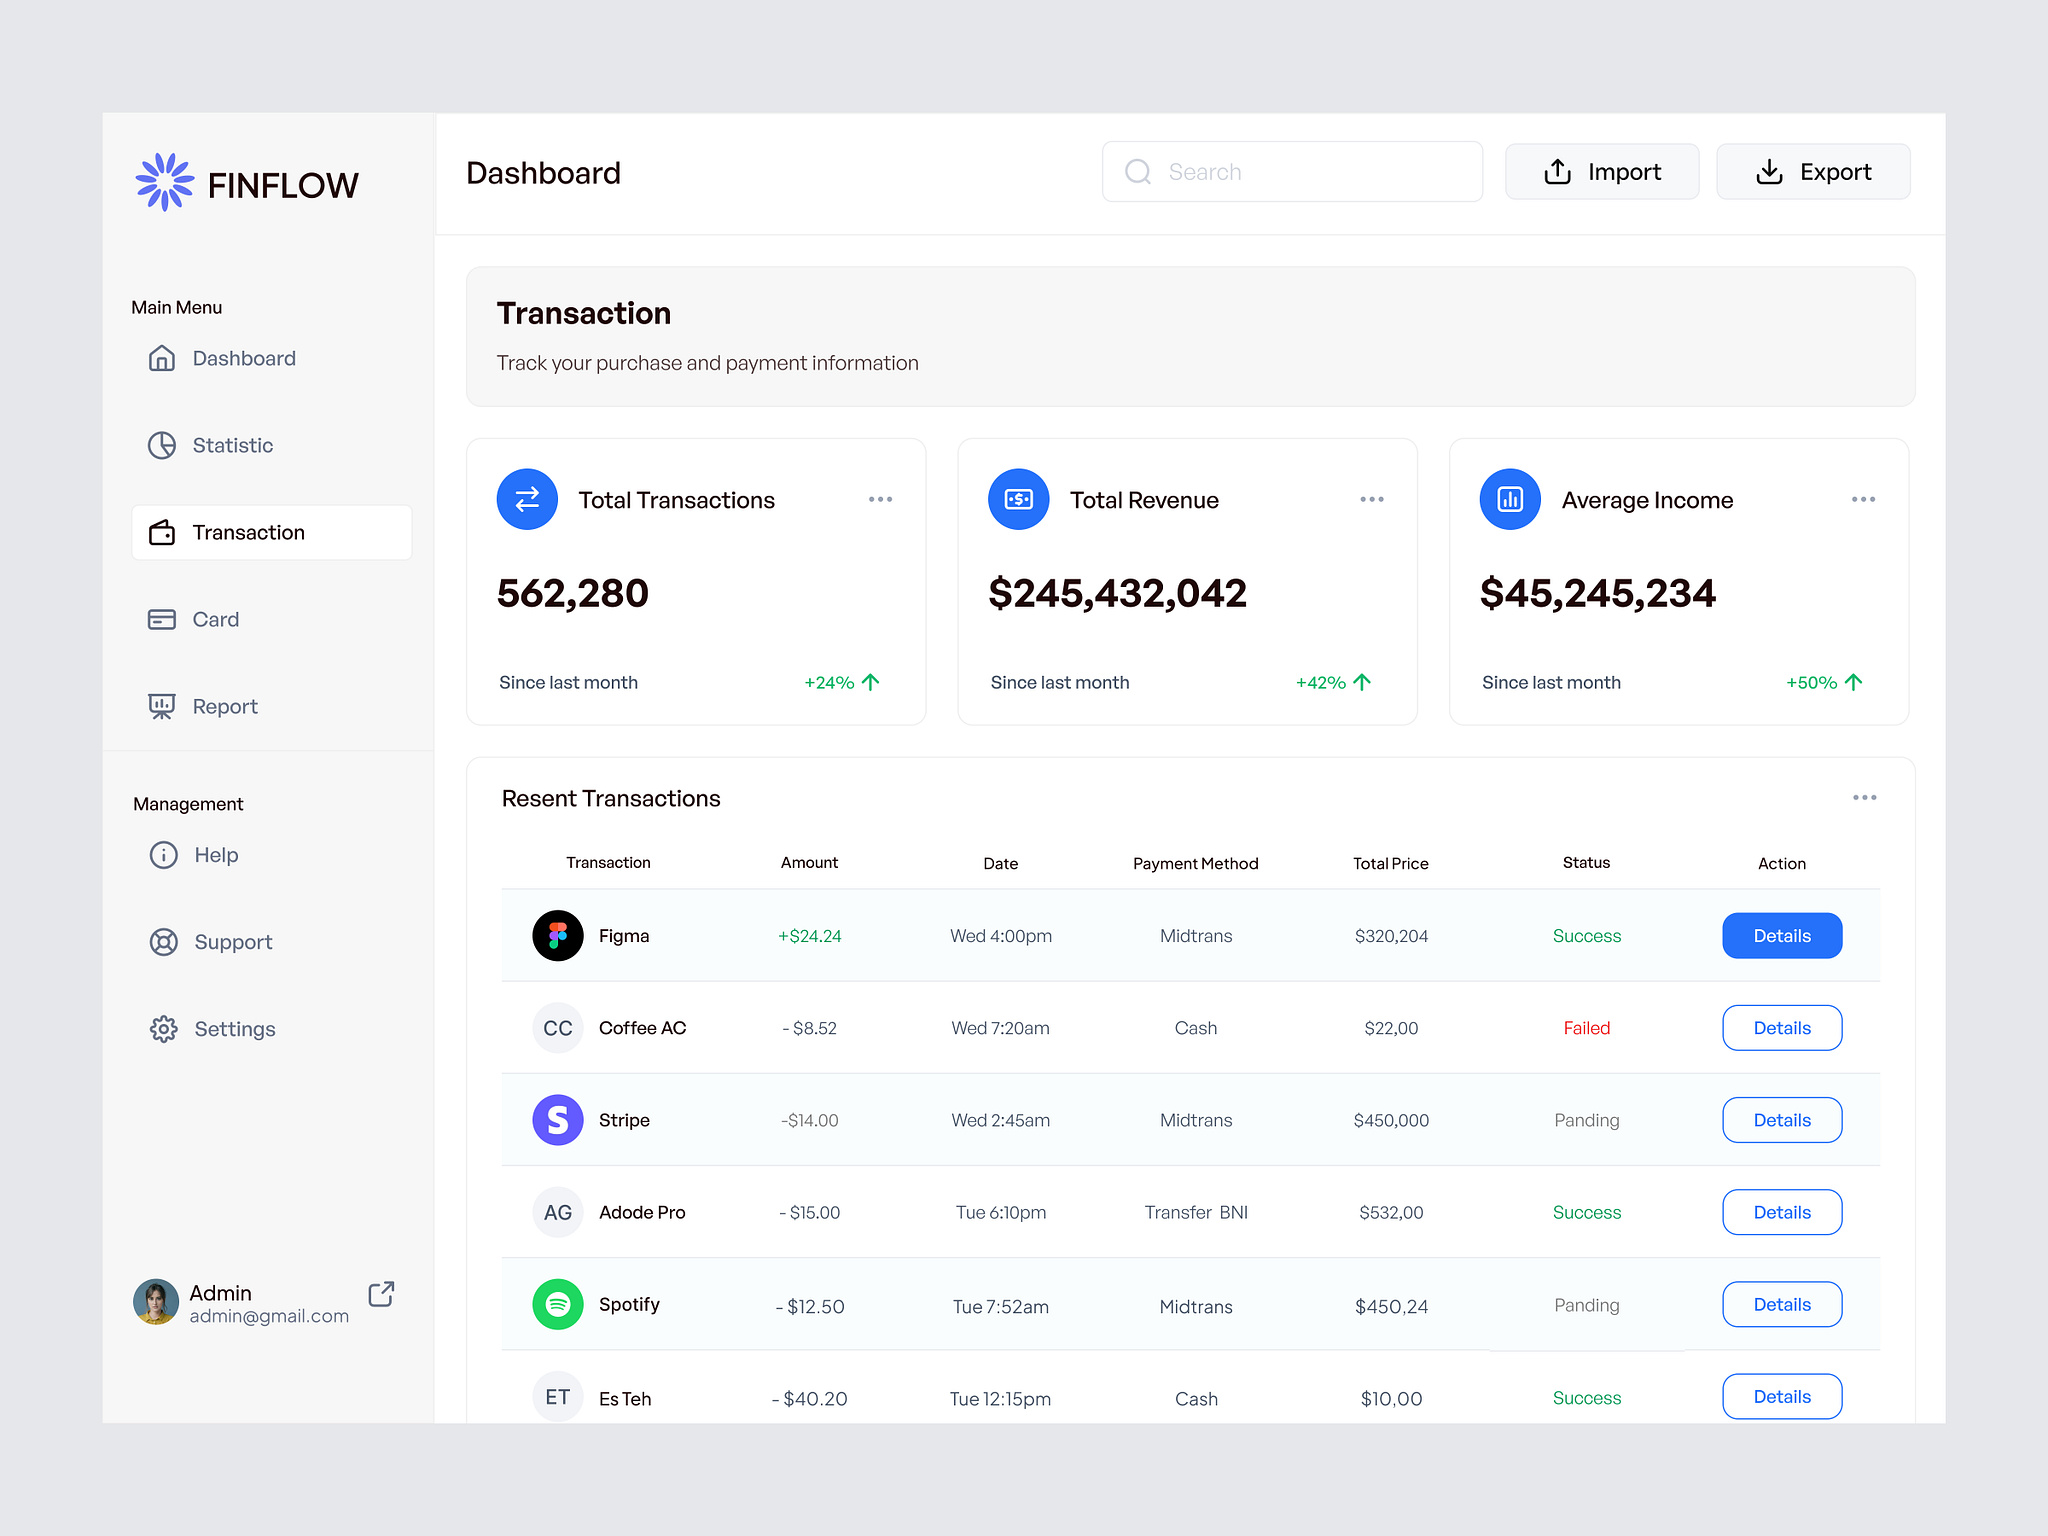 FINFLOW
Dashboard
Search
Import
Export
Main Menu
Dashboard
Statistic
Transaction
Card
Report
Management
Help
Support
Settings
Admin
admin@gmail.com
Transaction
Track your purchase and payment information
Total Transactions
562,280
Since last month +24%
Total Revenue
$245,432,042
Since last month +42%
Average Income
$45,245,234
Since last month +50%
Resent Transactions
Transaction Amount Date Payment Method Total Price Status Action
Figma +$24.24 Wed 4:00pm Midtrans $320,204 Success Details
CC Coffee AC - $8.52 Wed 7:20am Cash $22,00 Failed Details
S Stripe -$14.00 Wed 2:45am Midtrans $450,000 Panding Details
AG Adode Pro - $15.00 Tue 6:10pm Transfer BNI $532,00 Success Details
Spotify - $12.50 Tue 7:52am Midtrans $450,24 Panding Details
ET Es Teh - $40.20 Tue 12:15pm Cash $10,00 Success Details